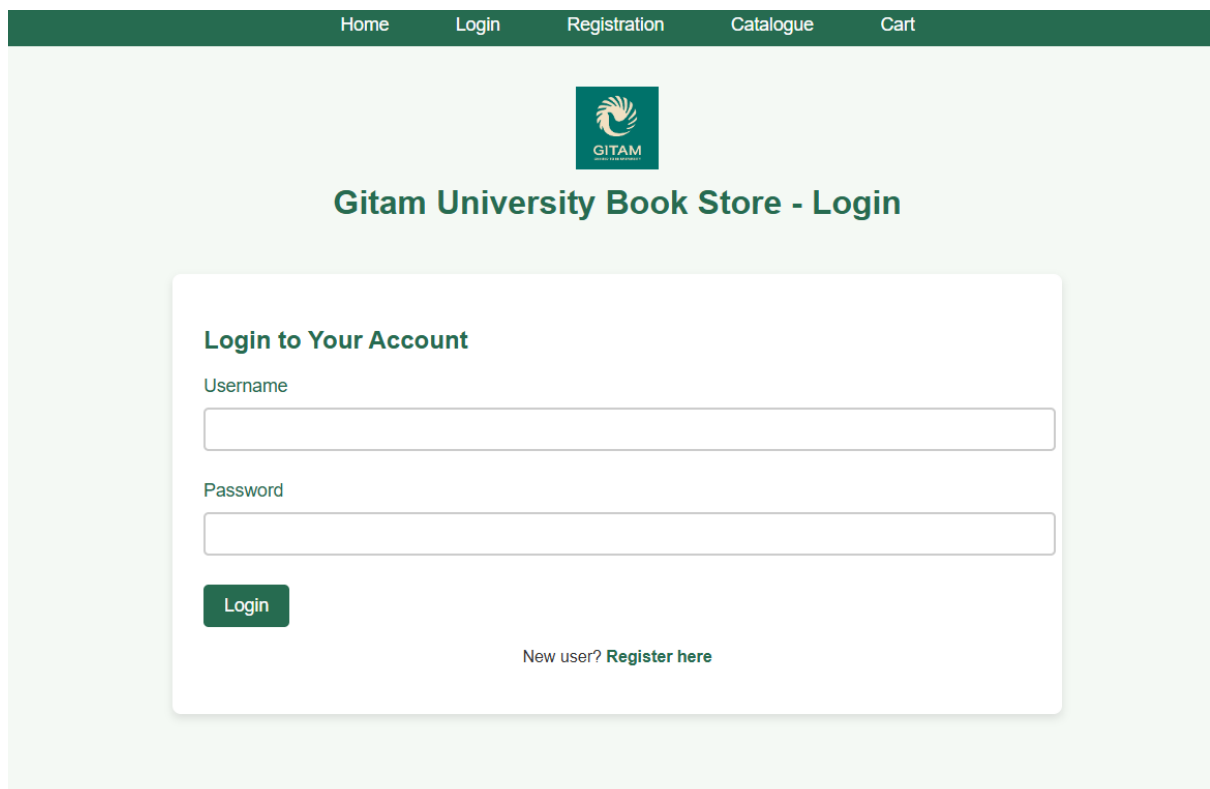 Home Login Registration Catalogue Cart
GITAM
Gitam University Book Store - Login
Login to Your Account
Username
Password
Login
New user? Register here